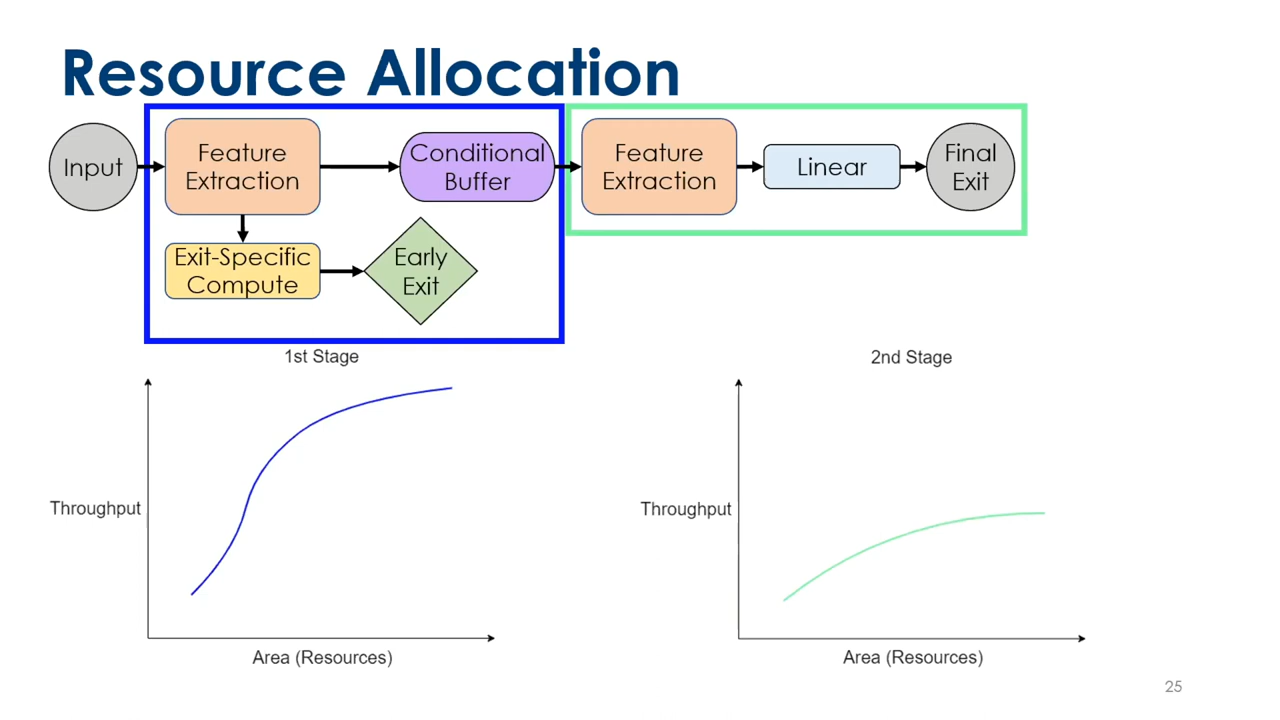 Resource Allocation
Input
Feature
Extraction
Conditional
Buffer
Feature
Extraction
Linear
Final
Exit
Exit-Specific
Compute
Early
Exit
1st Stage
2nd Stage
Throughput
Throughput
Area (Resources)
Area (Resources)
25